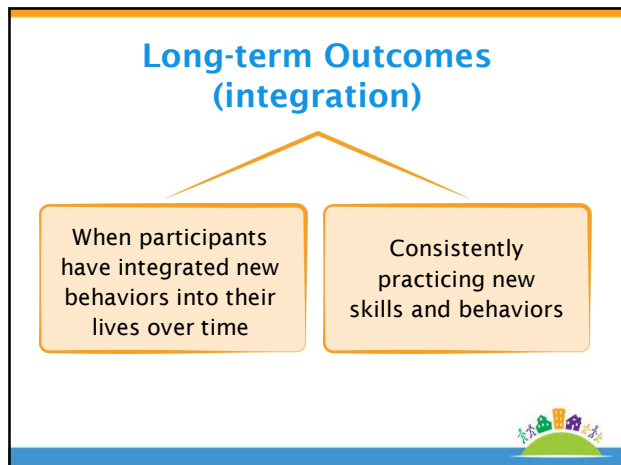 Long-term Outcomes
(integration)
When participants
have integrated new
behaviors into their
lives over time
Consistently
practicing new
skills and behaviors